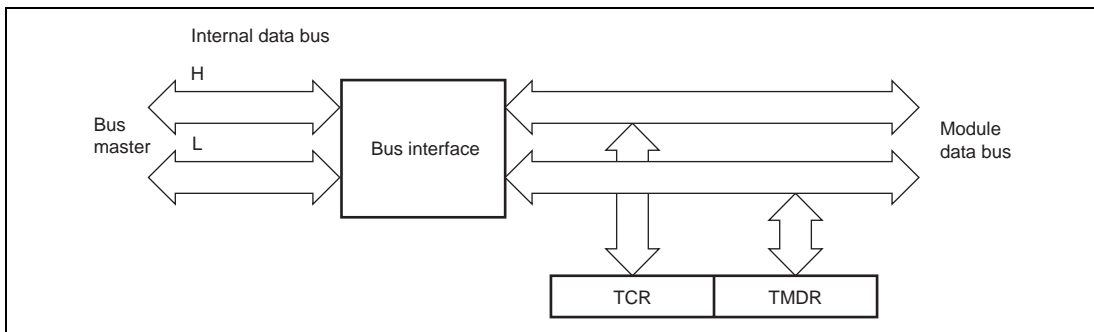 Internal data bus
H
Bus
master
L
Bus interface
Module
data bus
TCR
TMDR